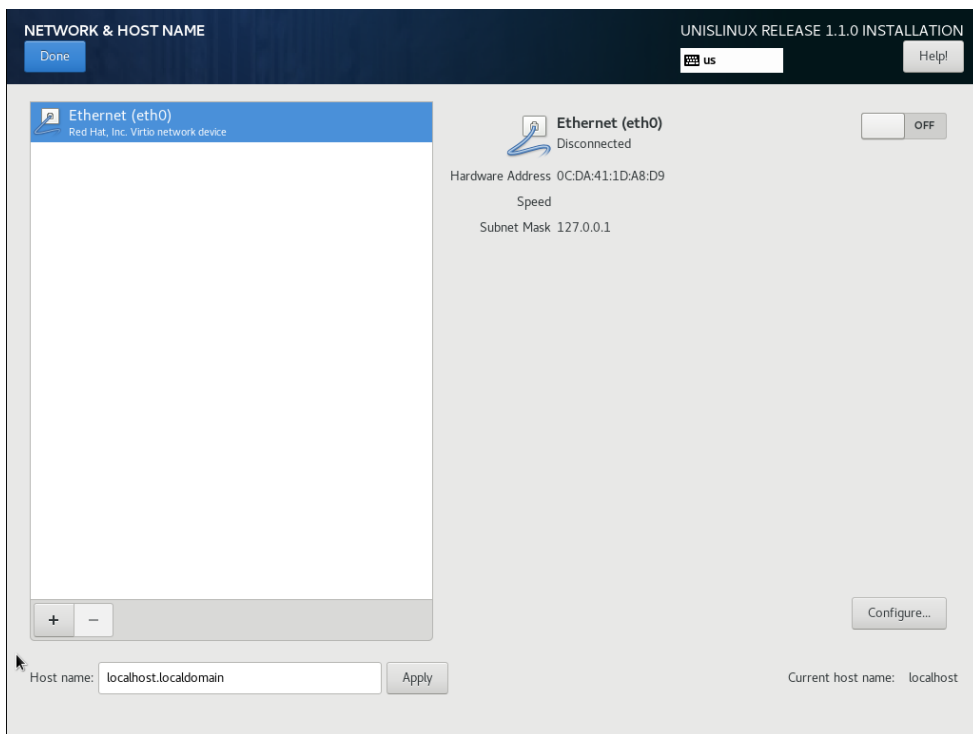 NETWORK & HOST NAME
UNISLINUX RELEASE 1.1.0 INSTALLATION
Done
us
Help!
Ethernet (eth0)
Red Hat, Inc. Virtio network device
Ethernet (eth0)
Disconnected
OFF
Hardware Address 0C:DA:41:1D:A8:D9
Speed
Subnet Mask 127.0.0.1
+ −
Configure...
Host name: localhost.localdomain Apply
Current host name: localhost